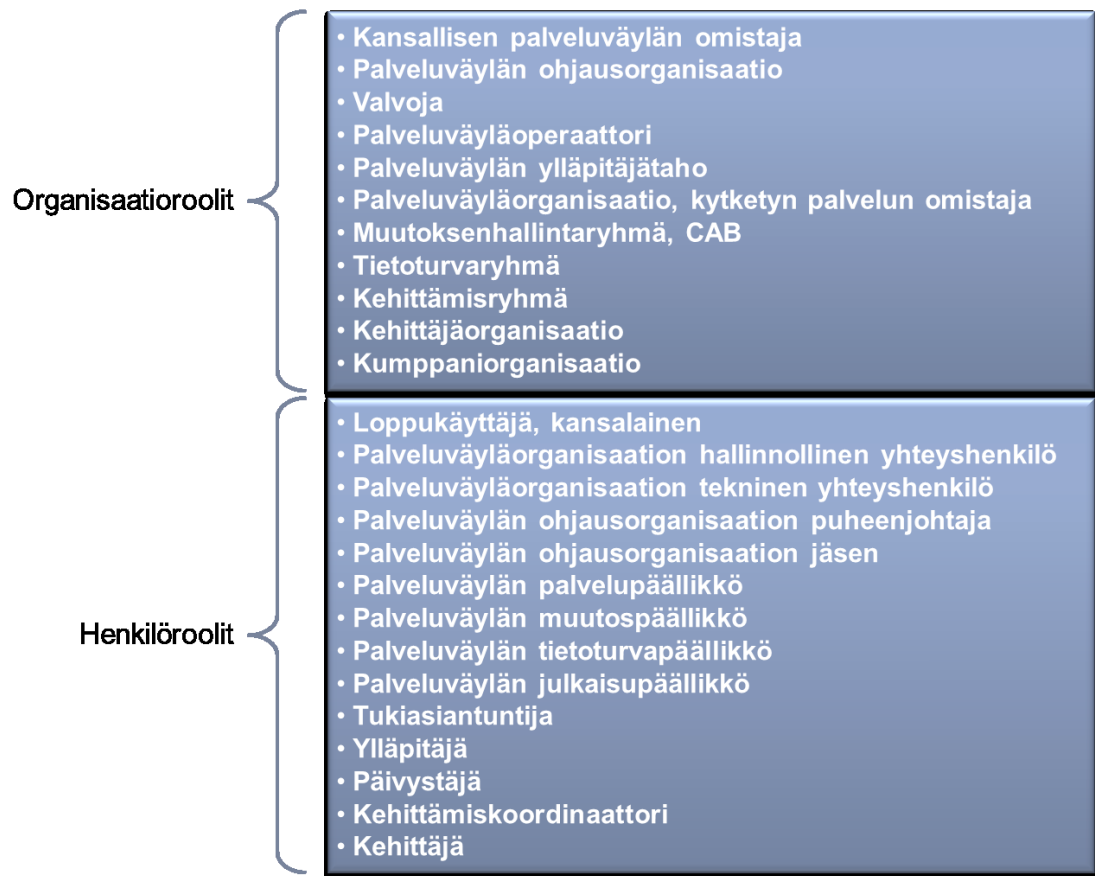 Organisaatioroolit
• Kansallisen palveluväylän omistaja
• Palveluväylän ohjausorganisaatio
• Valvoja
• Palveluväyläoperaattori
• Palveluväylän ylläpitäjätaho
• Palveluväyläorganisaatio, kytketyn palvelun omistaja
• Muutoksenhallintaryhmä, CAB
• Tietoturvaryhmä
• Kehittämisryhmä
• Kehittäjäorganisaatio
• Kumppaniorganisaatio
Henkilöroolit
• Loppukäyttäjä, kansalainen
• Palveluväyläorganisaation hallinnollinen yhteyshenkilö
• Palveluväyläorganisaation tekninen yhteyshenkilö
• Palveluväylän ohjausorganisaation puheenjohtaja
• Palveluväylän ohjausorganisaation jäsen
• Palveluväylän palvelupäällikkö
• Palveluväylän muutospäällikkö
• Palveluväylän tietoturvapäällikkö
• Palveluväylän julkaisupäällikkö
• Tukiasiantuntija
• Ylläpitäjä
• Päivystäjä
• Kehittämiskoordinaattori
• Kehittäjä